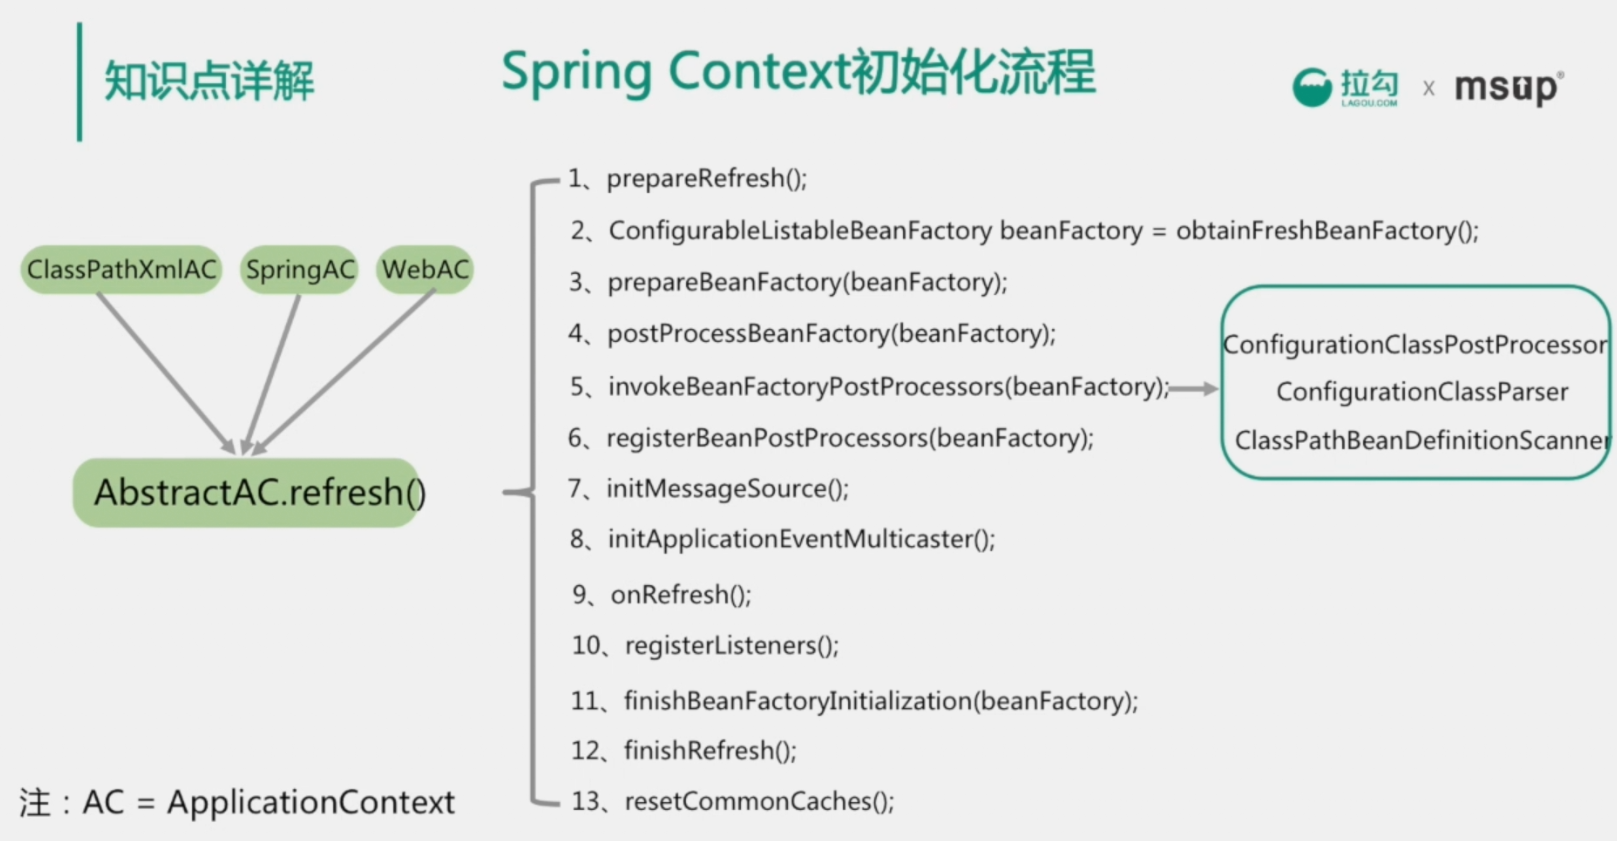 知识点详解
Spring Context初始化流程
拉勾
LAGOU.COM
x
msup®
ClassPathXmlAC
SpringAC
WebAC
AbstractAC.refresh()
1、prepareRefresh();
2、ConfigurableListableBeanFactory beanFactory = obtainFreshBeanFactory();
3、prepareBeanFactory(beanFactory);
4、postProcessBeanFactory(beanFactory);
5、invokeBeanFactoryPostProcessors(beanFactory);
6、registerBeanPostProcessors(beanFactory);
7、initMessageSource();
8、initApplicationEventMulticaster();
9、onRefresh();
10、registerListeners();
11、finishBeanFactoryInitialization(beanFactory);
12、finishRefresh();
13、resetCommonCaches();
ConfigurationClassPostProcessor
ConfigurationClassParser
ClassPathBeanDefinitionScanner
注：AC = ApplicationContext